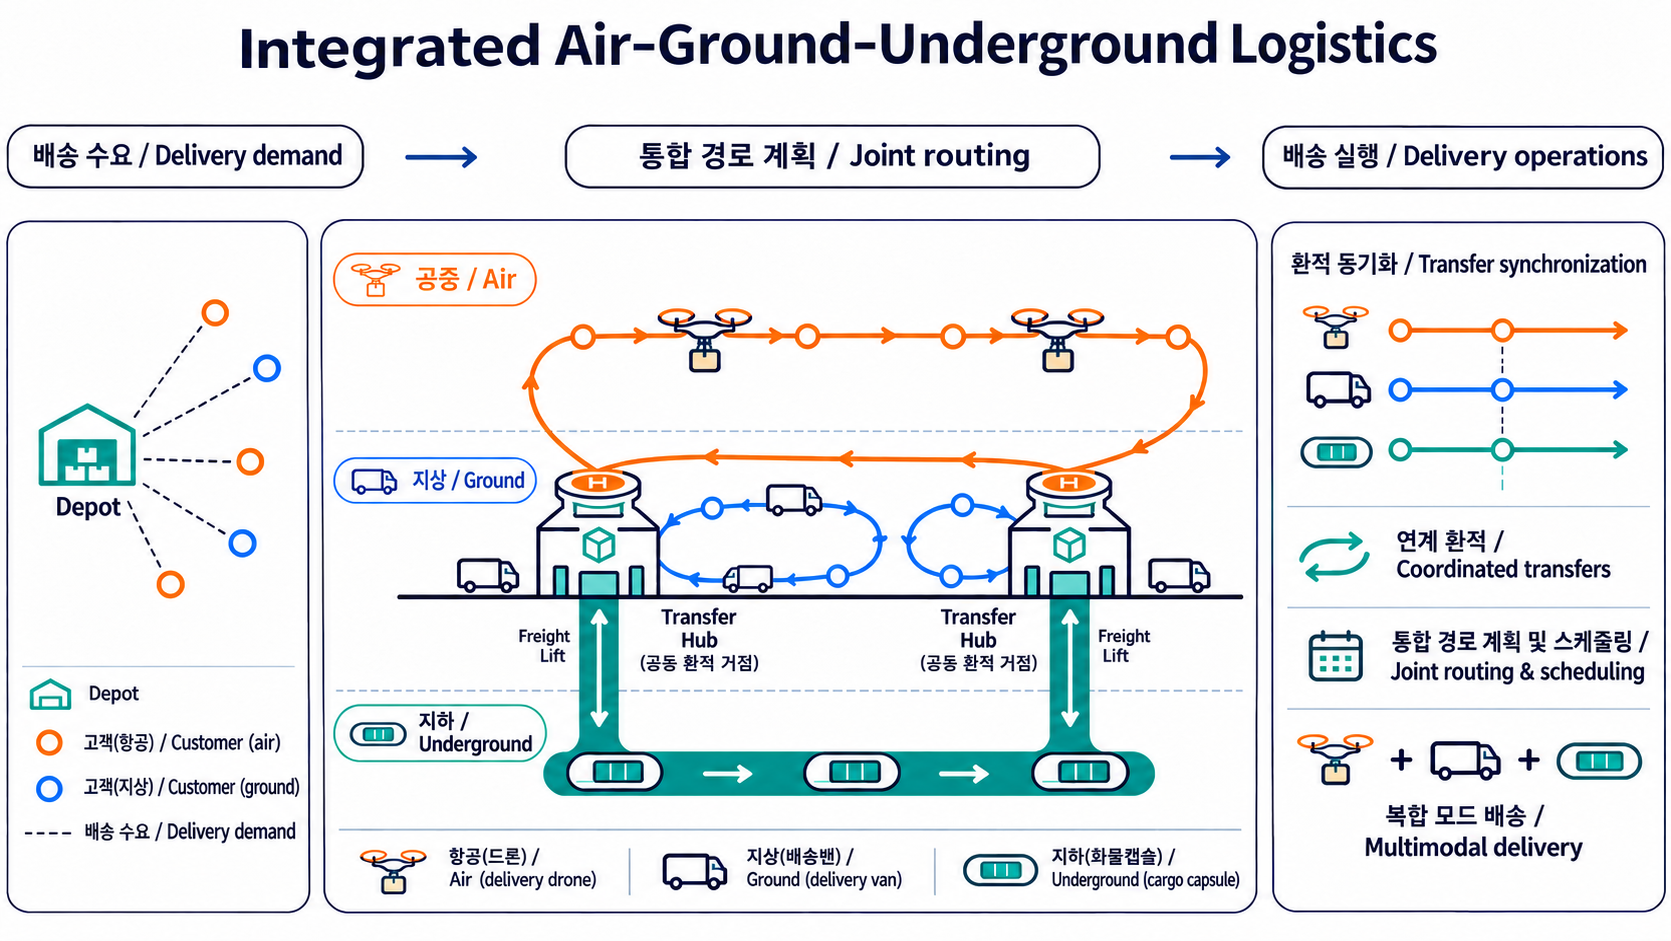 Integrated Air-Ground-Underground Logistics
배송 수요 / Delivery demand
통합 경로 계획 / Joint routing
배송 실행 / Delivery operations
Depot
Depot
고객(항공) / Customer (air)
고객(지상) / Customer (ground)
배송 수요 / Delivery demand
공중 / Air
지상 / Ground
H
H
Freight
Lift
Transfer
Hub
(공동 환적 거점)
Transfer
Hub
(공동 환적 거점)
Freight
Lift
지하 /
Underground
항공(드론) /
Air (delivery drone)
지상(배송밴) /
Ground (delivery van)
지하(화물캡슐) /
Underground (cargo capsule)
환적 동기화 / Transfer synchronization
연계 환적 /
Coordinated transfers
통합 경로 계획 및 스케줄링 /
Joint routing & scheduling
+ +
복합 모드 배송 /
Multimodal delivery